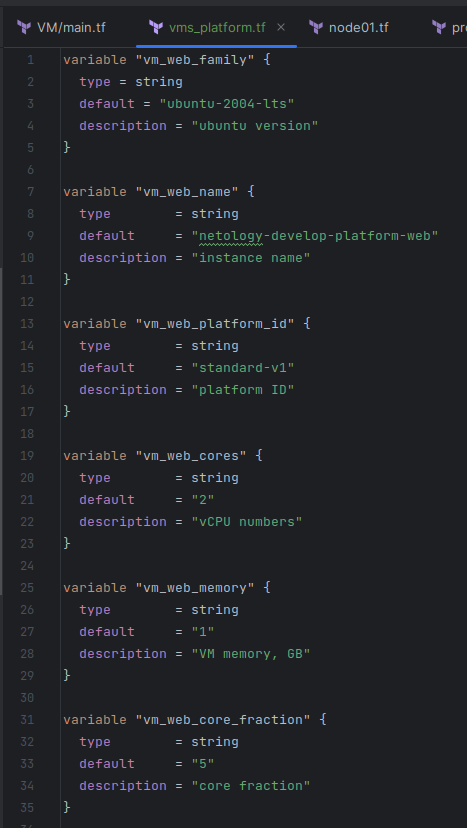 VM/main.tf vms_platform.tf × node01.tf pro
1 variable "vm_web_family" {
2   type = string
3   default = "ubuntu-2004-lts"
4   description = "ubuntu version"
5 }
6
7 variable "vm_web_name" {
8   type        = string
9   default     = "netology-develop-platform-web"
10   description = "instance name"
11 }
12
13 variable "vm_web_platform_id" {
14   type        = string
15   default     = "standard-v1"
16   description = "platform ID"
17 }
18
19 variable "vm_web_cores" {
20   type        = string
21   default     = "2"
22   description = "vCPU numbers"
23 }
24
25 variable "vm_web_memory" {
26   type        = string
27   default     = "1"
28   description = "VM memory, GB"
29 }
30
31 variable "vm_web_core_fraction" {
32   type        = string
33   default     = "5"
34   description = "core fraction"
35 }